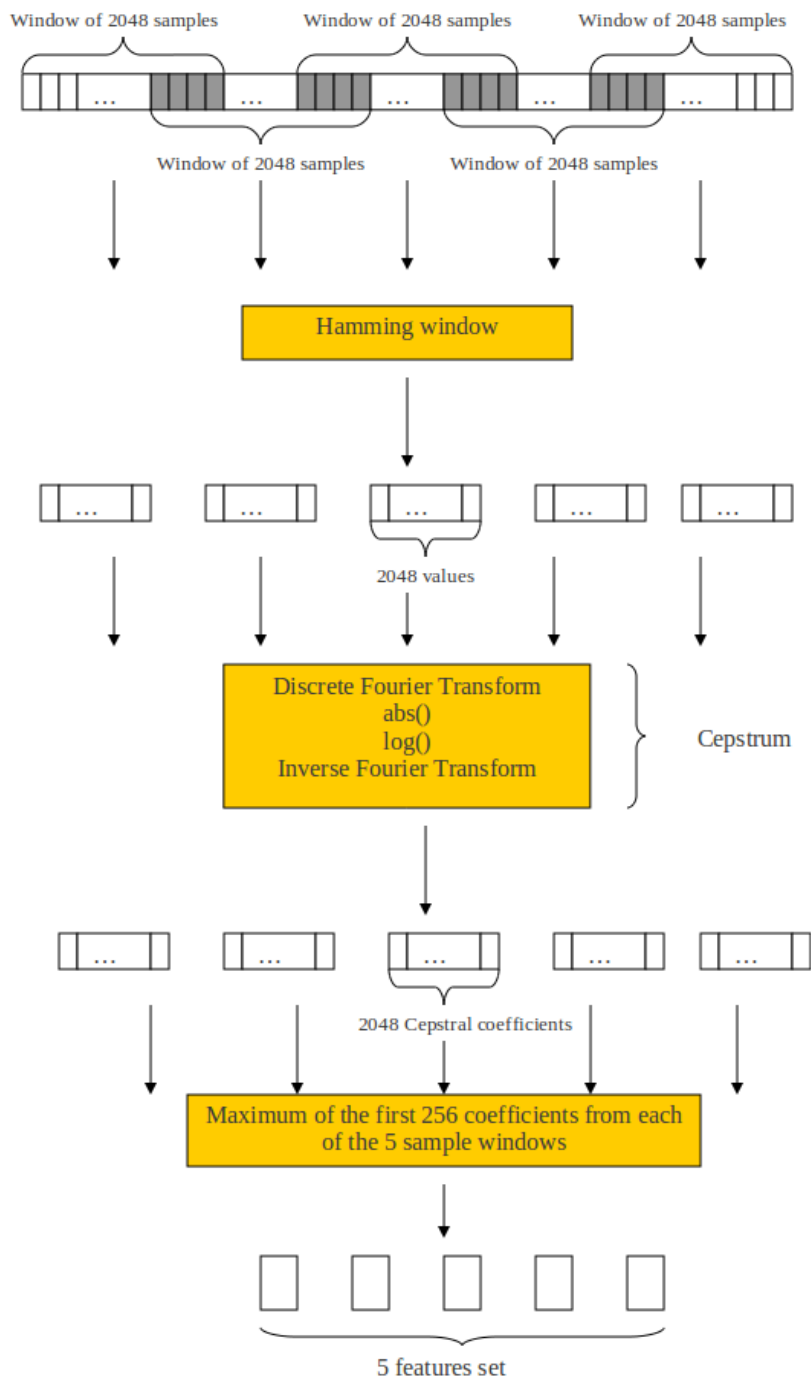 Window of 2048 samples
Window of 2048 samples
Window of 2048 samples
... ... ... ... ...
Window of 2048 samples
Window of 2048 samples
Hamming window
... ... ... ... ...
2048 values
Discrete Fourier Transform
abs()
log()
Inverse Fourier Transform
Cepstrum
... ... ... ... ...
2048 Cepstral coefficients
Maximum of the first 256 coefficients from each
of the 5 sample windows
5 features set